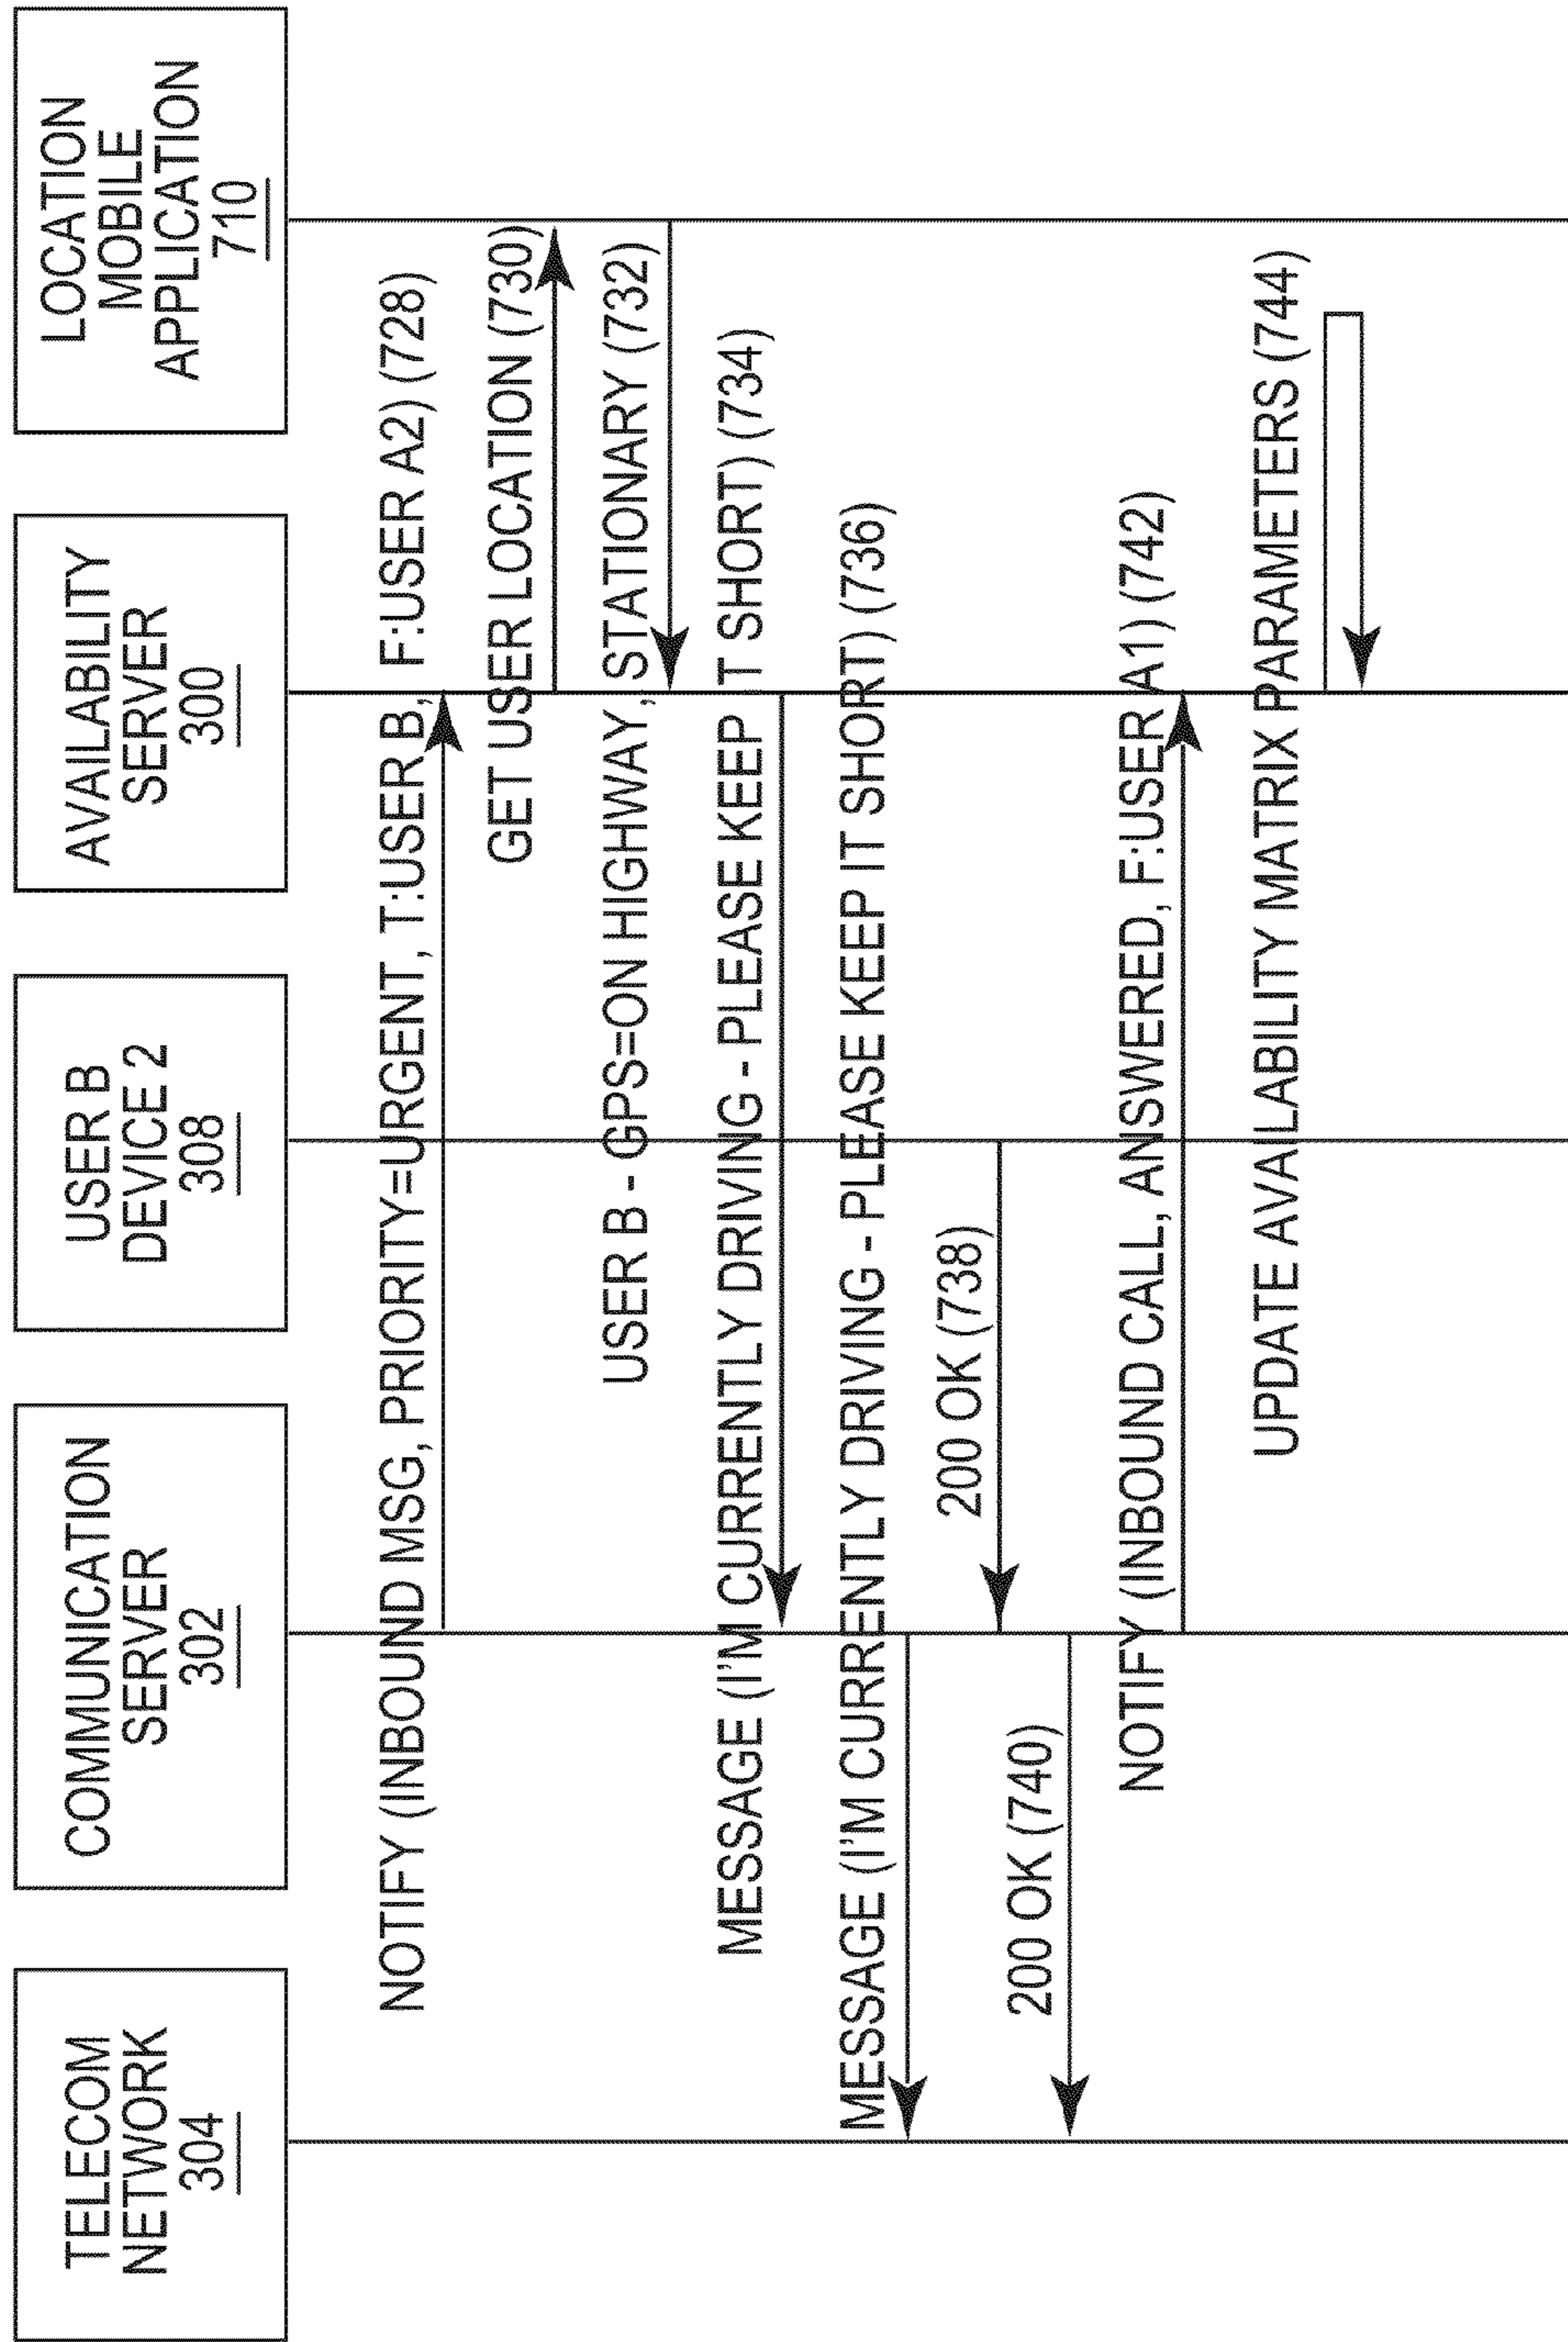 TELECOM
NETWORK
304
COMMUNICATION
SERVER
302
USER B
DEVICE 2
308
AVAILABILITY
SERVER
300
LOCATION
MOBILE
APPLICATION
710
NOTIFY (INBOUND MSG, PRIORITY=URGENT, T:USER B, F:USER A2) (728)
GET USER LOCATION (730)
USER B - GPS=ON HIGHWAY, STATIONARY (732)
MESSAGE (I'M CURRENTLY DRIVING - PLEASE KEEP T SHORT) (734)
MESSAGE (I'M CURRENTLY DRIVING - PLEASE KEEP IT SHORT) (736)
200 OK (738)
200 OK (740)
NOTIFY (INBOUND CALL, ANSWERED, F:USER A1) (742)
UPDATE AVAILABILITY MATRIX PARAMETERS (744)